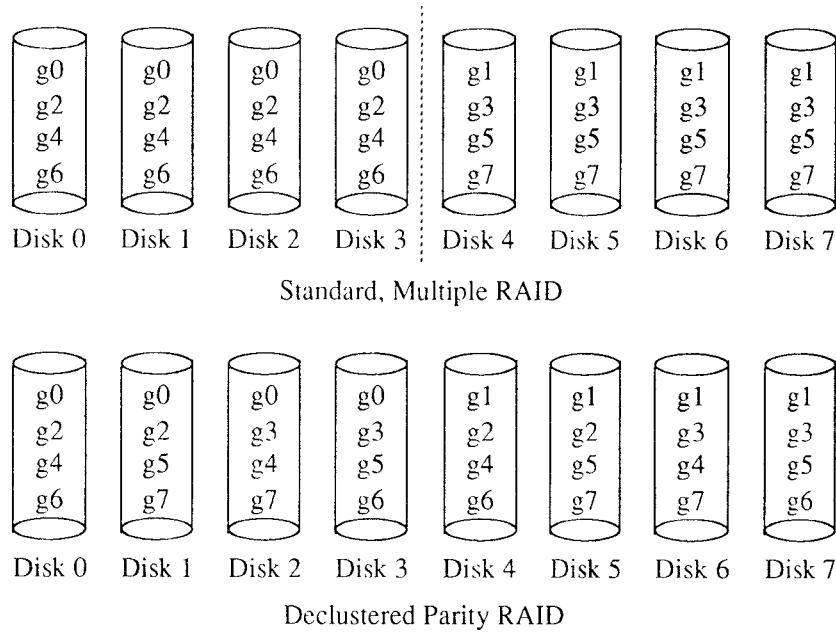 g0 g0 g0 g0 g1 g1 g1 g1
g2 g2 g2 g2 g3 g3 g3 g3
g4 g4 g4 g4 g5 g5 g5 g5
g6 g6 g6 g6 g7 g7 g7 g7
Disk 0 Disk 1 Disk 2 Disk 3 Disk 4 Disk 5 Disk 6 Disk 7
Standard, Multiple RAID
g0 g0 g0 g0 g1 g1 g1 g1
g2 g2 g3 g3 g2 g2 g3 g3
g4 g5 g4 g5 g4 g5 g4 g5
g6 g7 g7 g6 g6 g7 g7 g6
Disk 0 Disk 1 Disk 2 Disk 3 Disk 4 Disk 5 Disk 6 Disk 7
Declustered Parity RAID